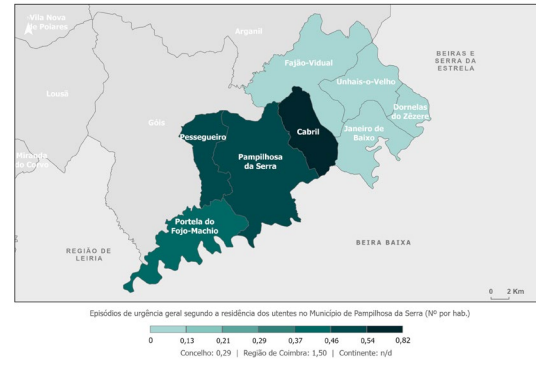 Vila Nova
de Poiares
Arganil
BEIRAS E
SERRA DA
ESTRELA
Fajão-Vidual
Unhais-o-Velho
Lousã
Dornelas
do Zêzere
Góis
Pessegueiro
Cabril
Janeiro de
Baixo
Miranda
do Corvo
Pampilhosa
da Serra
Portela do
Fojo-Machio
BEIRA BAIXA
REGIÃO DE
LEIRIA
0 2 Km
Episódios de urgência geral segundo a residência dos utentes no Município de Pampilhosa da Serra (Nº por hab.)
0 0,13 0,21 0,29 0,37 0,46 0,54 0,82
Concelho: 0,29 | Região de Coimbra: 1,50 | Continente: n/d